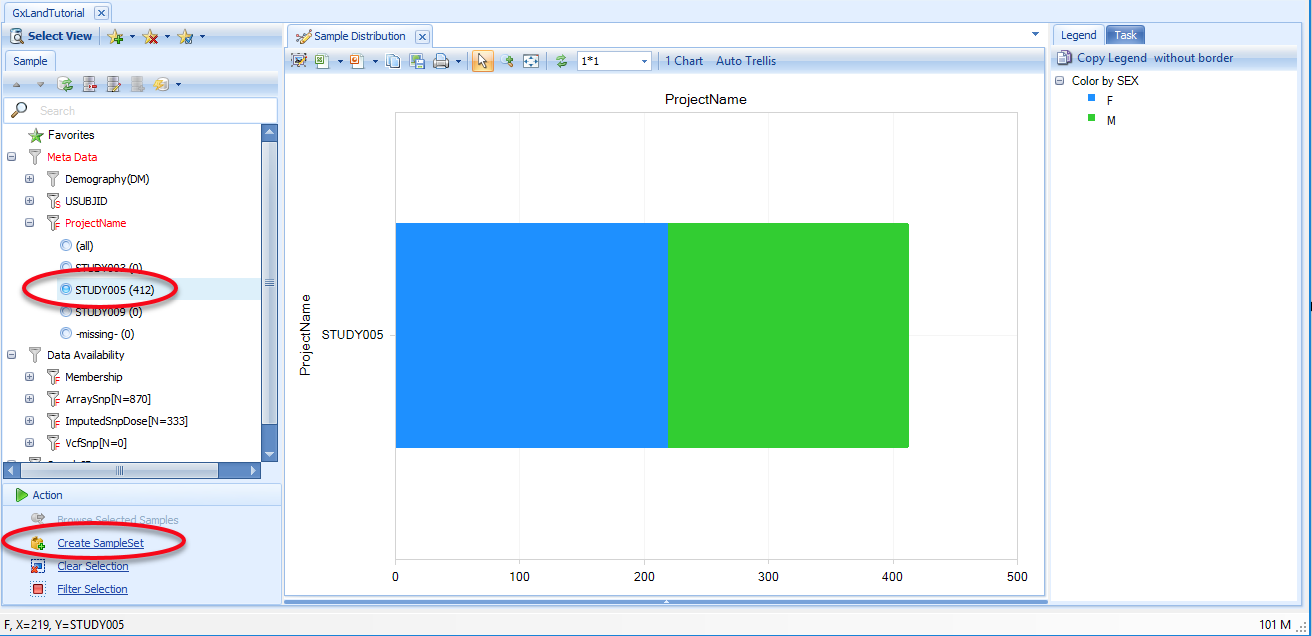 GxLandTutorial
Select View
Sample
Search
Favorites
Meta Data
Demography(DM)
USUBJID
ProjectName
(all)
STUDY003 (0)
STUDY005 (412)
STUDY009 (0)
-missing- (0)
Data Availability
Membership
ArraySnp[N=870]
ImputedSnpDose[N=333]
VcfSnp[N=0]
Action
Browse Selected Samples
Create SampleSet
Clear Selection
Filter Selection
Sample Distribution
1*1
1 Chart Auto Trellis
ProjectName
ProjectName
STUDY005
0 100 200 300 400 500
Legend Task
Copy Legend without border
Color by SEX
F
M
F, X=219, Y=STUDY005
101 M